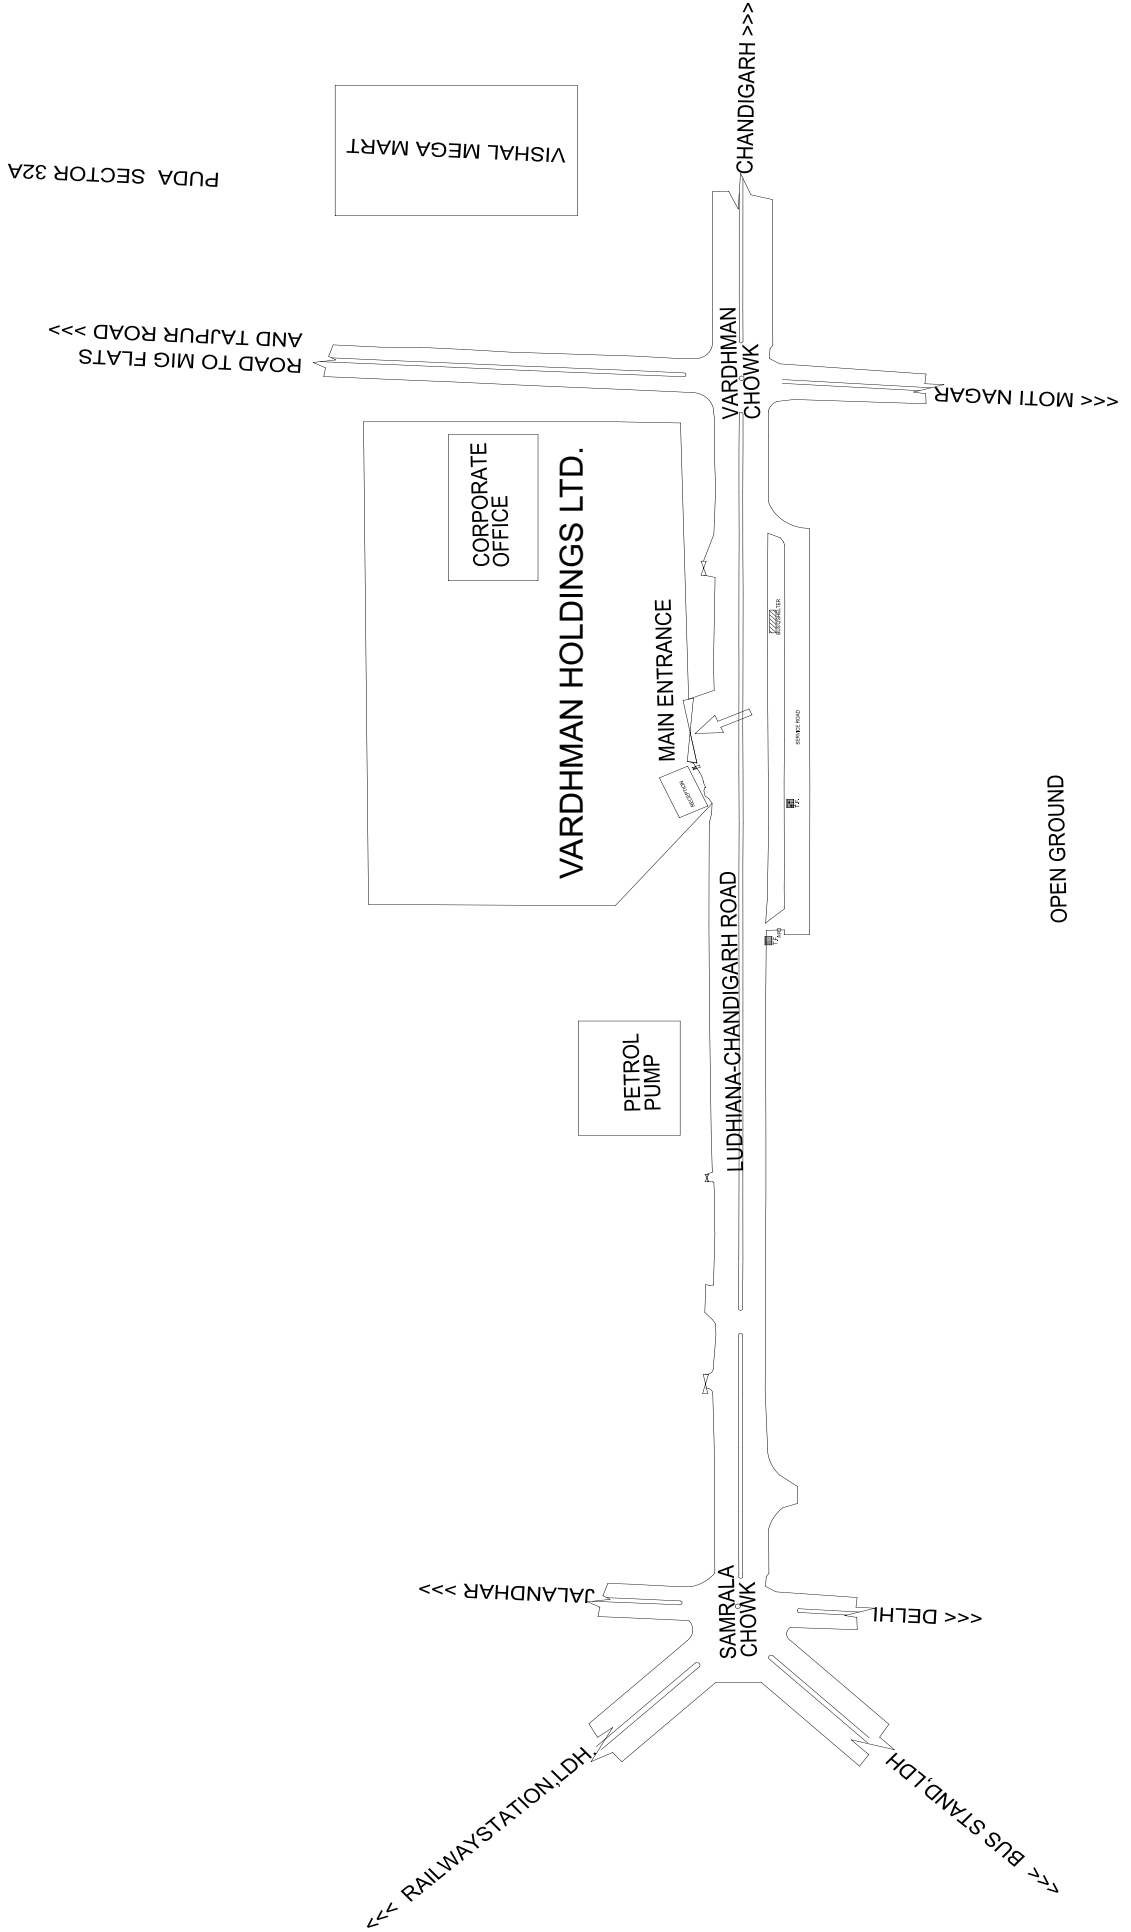 CHANDIGARH >>>
VISHAL MEGA MART
PUDA SECTOR 32A
ROAD TO MIG FLATS
AND TAJPUR ROAD >>>
VARDHMAN
CHOWK
<<< MOTI NAGAR
CORPORATE
OFFICE
VARDHMAN HOLDINGS LTD.
MAIN ENTRANCE
RECEPTION
SERVICE ROAD
T.F.
OPEN GROUND
LUDHIANA-CHANDIGARH ROAD
PETROL
PUMP
JALANDHAR >>>
SAMRALA
CHOWK
<<< DELHI
<<< RAILWAYSTATION,LDH.
<<< BUS STAND,LDH